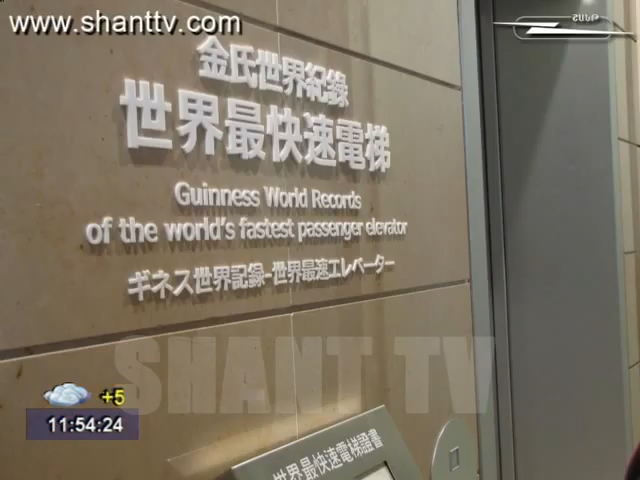 www.shanttv.com
ՇԱՆԹ
金氏世界紀錄
世界最快速電梯
Guinness World Records
of the world's fastest passenger elevator
ギネス世界記録-世界最速エレベーター
SHANT TV
+5
11:54:24
世界最快速電梯證書